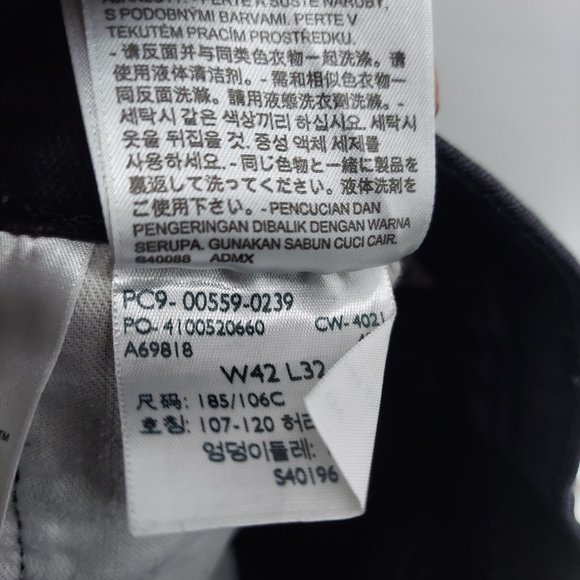 S PODOBNÝMI BARVAMI. PERTE V
TEKUTÉM PRACÍM PROSTŘEDKU.
- 请反面并与同类色衣物一起洗涤。请
使用液体清洁剂。- 需和相似色衣物一
同反面洗滌。請用液態洗衣劑洗滌。-
세탁시 같은 색상끼리 하십시요. 세탁시
옷을 뒤집을 것. 중성 액체 세제를
사용하세요. - 同じ色物と一緒に製品を
裏返して洗ってください。液体洗剤を
ご使用下さい。- PENCUCIAN DAN
PENGERINGAN DIBALIK DENGAN WARNA
SERUPA. GUNAKAN SABUN CUCI CAIR.
S40088 ADMX
PC9- 00559-0239
PO- 4100520660 CW- 4021
A69818
W42 L32
尺码: 185/106C
호칭: 107-120 허리
엉덩이둘레:
S40196
TM